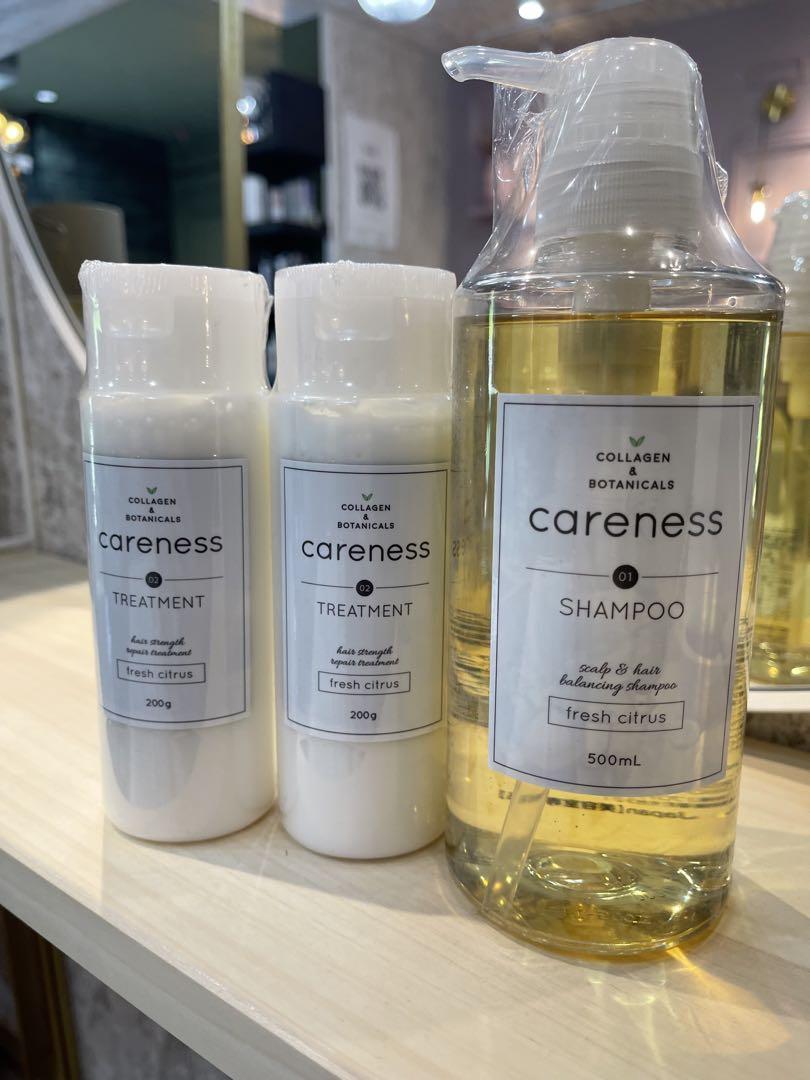 COLLAGEN
&
BOTANICALS
careness
02
TREATMENT
hair strength
repair treatment
fresh citrus
200g
COLLAGEN
&
BOTANICALS
careness
02
TREATMENT
hair strength
repair treatment
fresh citrus
200g
COLLAGEN
&
BOTANICALS
careness
01
SHAMPOO
scalp & hair
balancing shampoo
fresh citrus
500mL